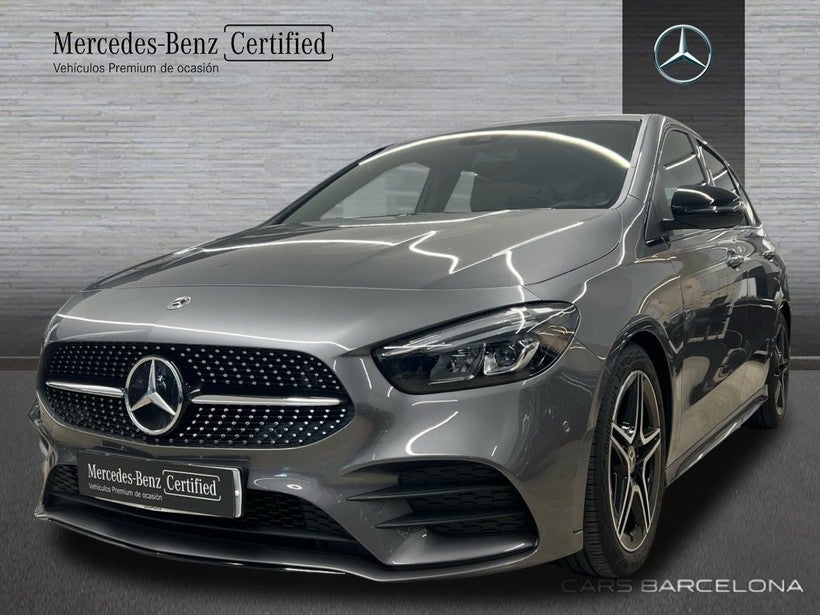 Mercedes-Benz Certified
Vehículos Premium de ocasión
Mercedes-Benz Certified
Vehículos Premium de ocasión
CARS BARCELONA